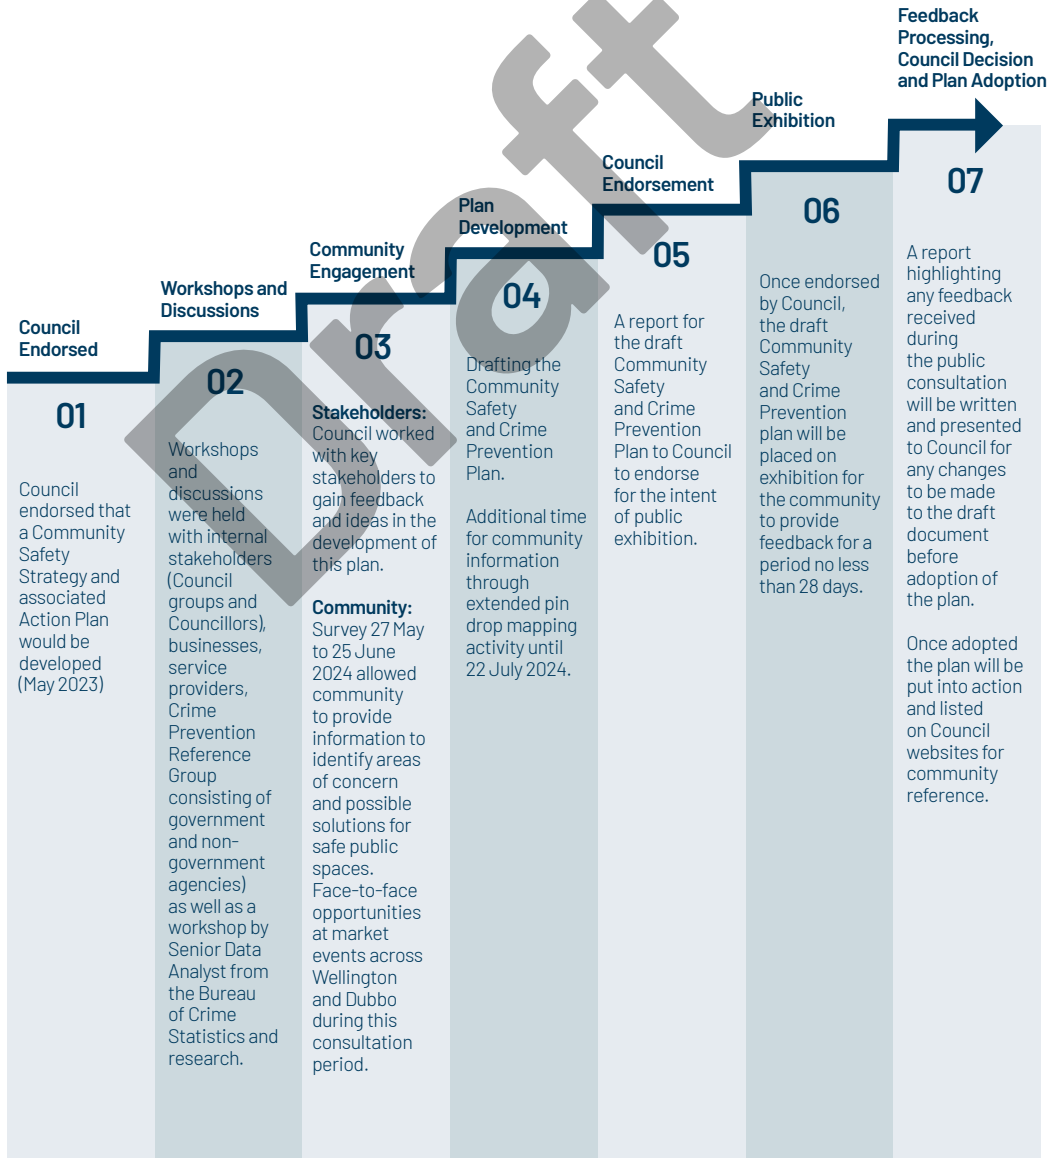 Council
Endorsed
01
Council
endorsed that
a Community
Safety
Strategy and
associated
Action Plan
would be
developed
(May 2023)
Workshops and
Discussions
02
Workshops
and
discussions
were held
with internal
stakeholders
(Council
groups and
Councillors),
businesses,
service
providers,
Crime
Prevention
Reference
Group
consisting of
government
and non-
government
agencies)
as well as a
workshop by
Senior Data
Analyst from
the Bureau
of Crime
Statistics and
research.
Community
Engagement
03
Stakeholders:
Council worked
with key
stakeholders to
gain feedback
and ideas in the
development of
this plan.
Community:
Survey 27 May
to 25 June
2024 allowed
community
to provide
information to
identify areas
of concern
and possible
solutions for
safe public
spaces.
Face-to-face
opportunities
at market
events across
Wellington
and Dubbo
during this
consultation
period.
Plan
Development
04
Drafting the
Community
Safety
and Crime
Prevention
Plan.
Additional time
for community
information
through
extended pin
drop mapping
activity until
22 July 2024.
Council
Endorsement
05
A report for
the draft
Community
Safety
and Crime
Prevention
Plan to Council
to endorse
for the intent
of public
exhibition.
Public
Exhibition
06
Once endorsed
by Council,
the draft
Community
Safety
and Crime
Prevention
plan will be
placed on
exhibition for
the community
to provide
feedback for a
period no less
than 28 days.
Feedback
Processing,
Council Decision
and Plan Adoption
07
A report
highlighting
any feedback
received
during
the public
consultation
will be written
and presented
to Council for
any changes
to be made
to the draft
document
before
adoption of
the plan.
Once adopted
the plan will be
put into action
and listed
on Council
websites for
community
reference.
Draft